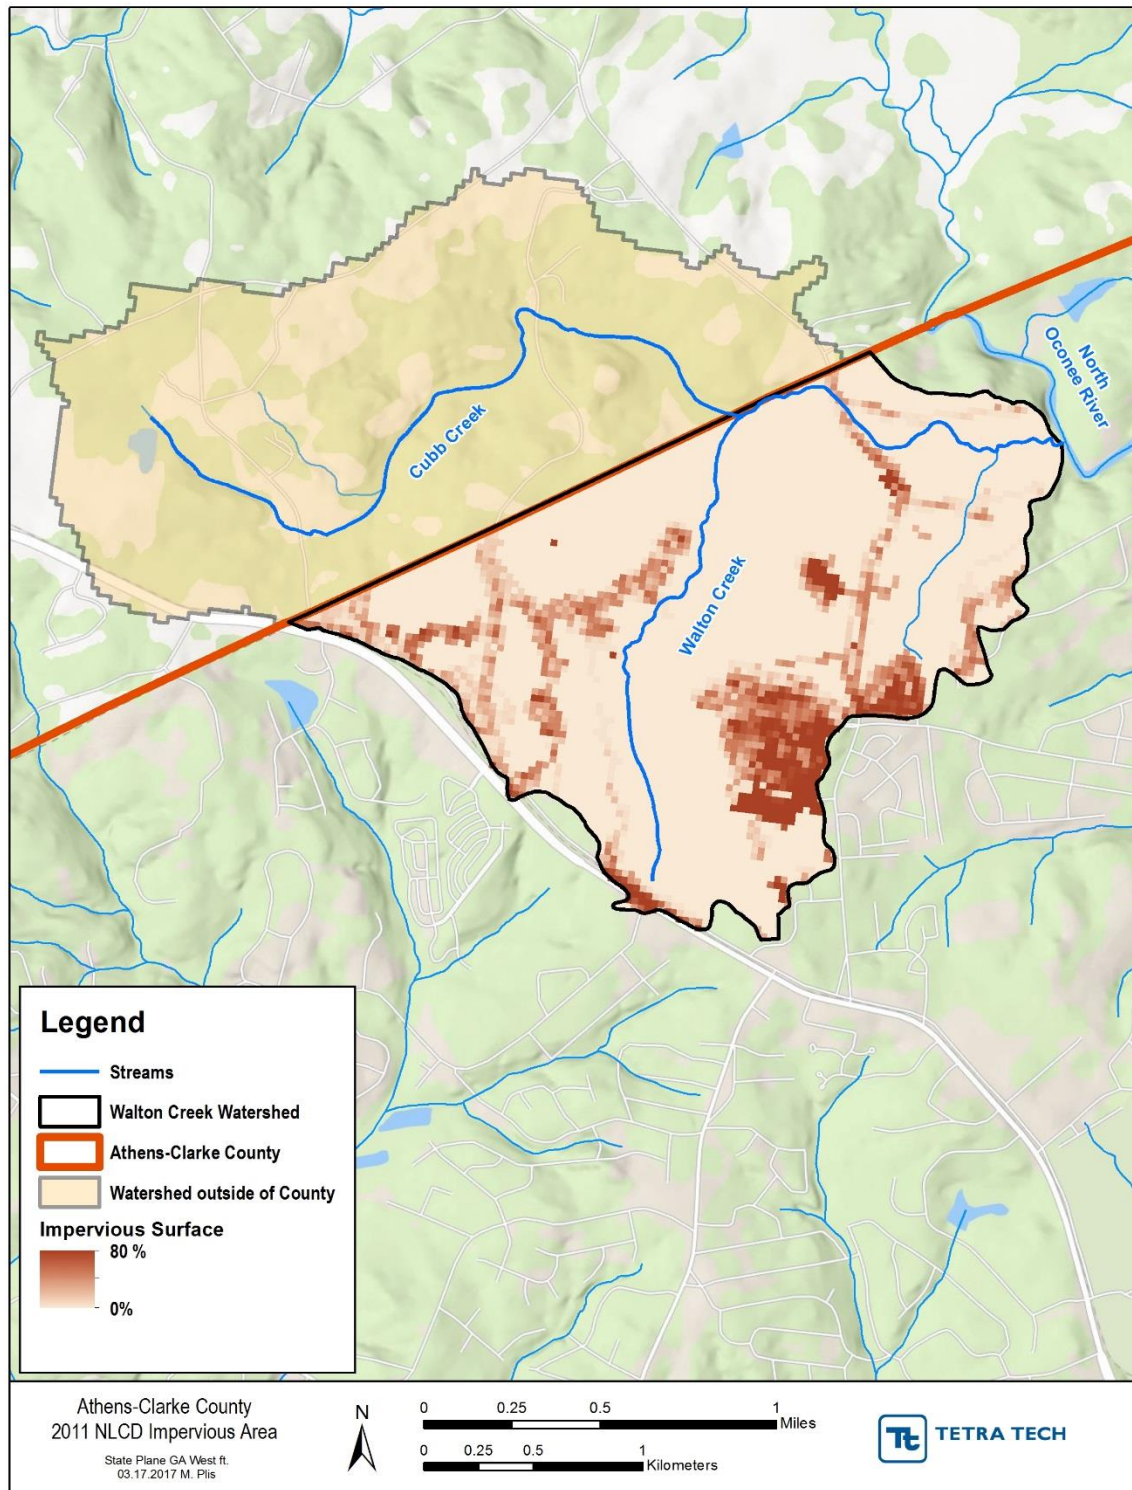 Cubb Creek
North
Oconee River
Walton Creek
Legend
Streams
Walton Creek Watershed
Athens-Clarke County
Watershed outside of County
Impervious Surface
80 %
0%
Athens-Clarke County
2011 NLCD Impervious Area
State Plane GA West ft.
03.17.2017 M. Plis
N
0 0.25 0.5 1
Miles
0 0.25 0.5 1
Kilometers
Tt TETRA TECH